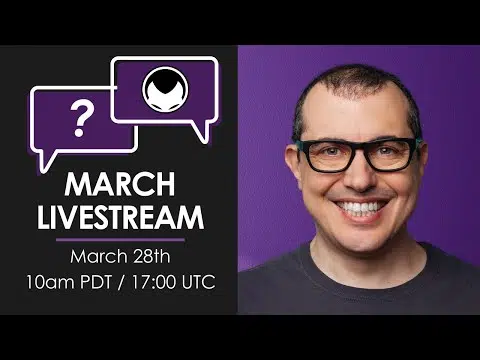 ?
MARCH
LIVESTREAM
March 28th
10am PDT / 17:00 UTC